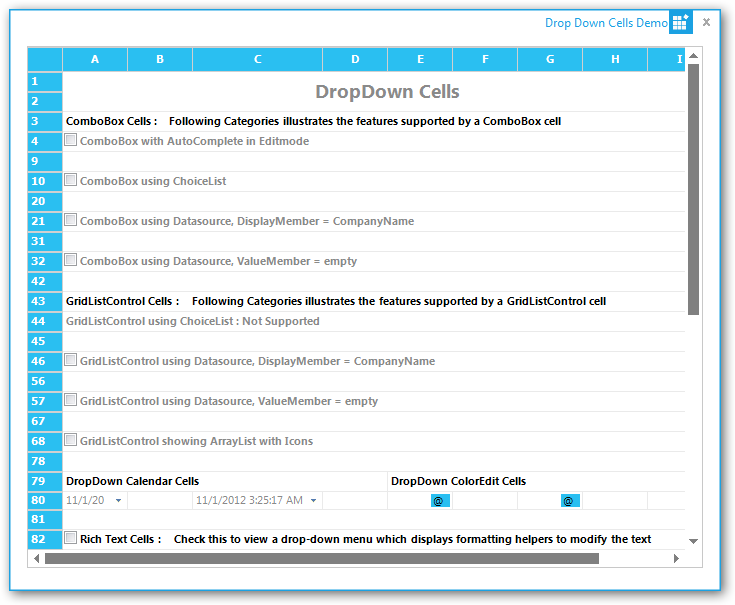 Drop Down Cells Demo
A B C D E F G H I
1
DropDown Cells
2
3 ComboBox Cells : Following Categories illustrates the features supported by a ComboBox cell
4 ComboBox with AutoComplete in Editmode
9
10 ComboBox using ChoiceList
20
21 ComboBox using Datasource, DisplayMember = CompanyName
31
32 ComboBox using Datasource, ValueMember = empty
42
43 GridListControl Cells : Following Categories illustrates the features supported by a GridListControl cell
44 GridListControl using ChoiceList : Not Supported
45
46 GridListControl using Datasource, DisplayMember = CompanyName
56
57 GridListControl using Datasource, ValueMember = empty
67
68 GridListControl showing ArrayList with Icons
78
79 DropDown Calendar Cells DropDown ColorEdit Cells
80 11/1/20 11/1/2012 3:25:17 AM @ @
81
82 Rich Text Cells : Check this to view a drop-down menu which displays formatting helpers to modify the text